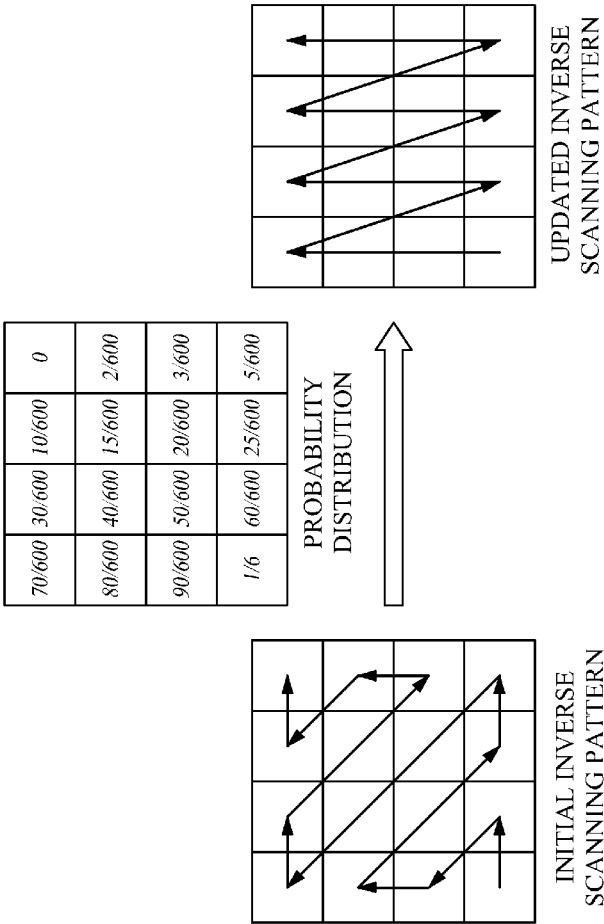 70/600 30/600 10/600 0
80/600 40/600 15/600 2/600
90/600 50/600 20/600 3/600
1/6 60/600 25/600 5/600
PROBABILITY
DISTRIBUTION
INITIAL INVERSE
SCANNING PATTERN
UPDATED INVERSE
SCANNING PATTERN